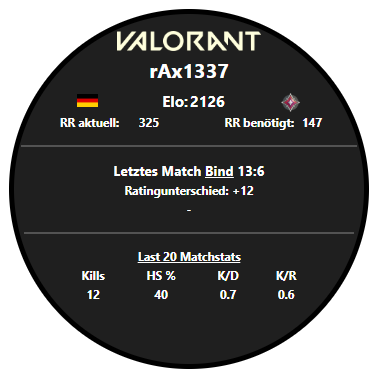 VALORANT
rAx1337
Elo: 2126
RR aktuell: 325 RR benötigt: 147
Letztes Match Bind 13:6
Ratingunterschied: +12
-
Last 20 Matchstats
Kills HS % K/D K/R
12 40 0.7 0.6